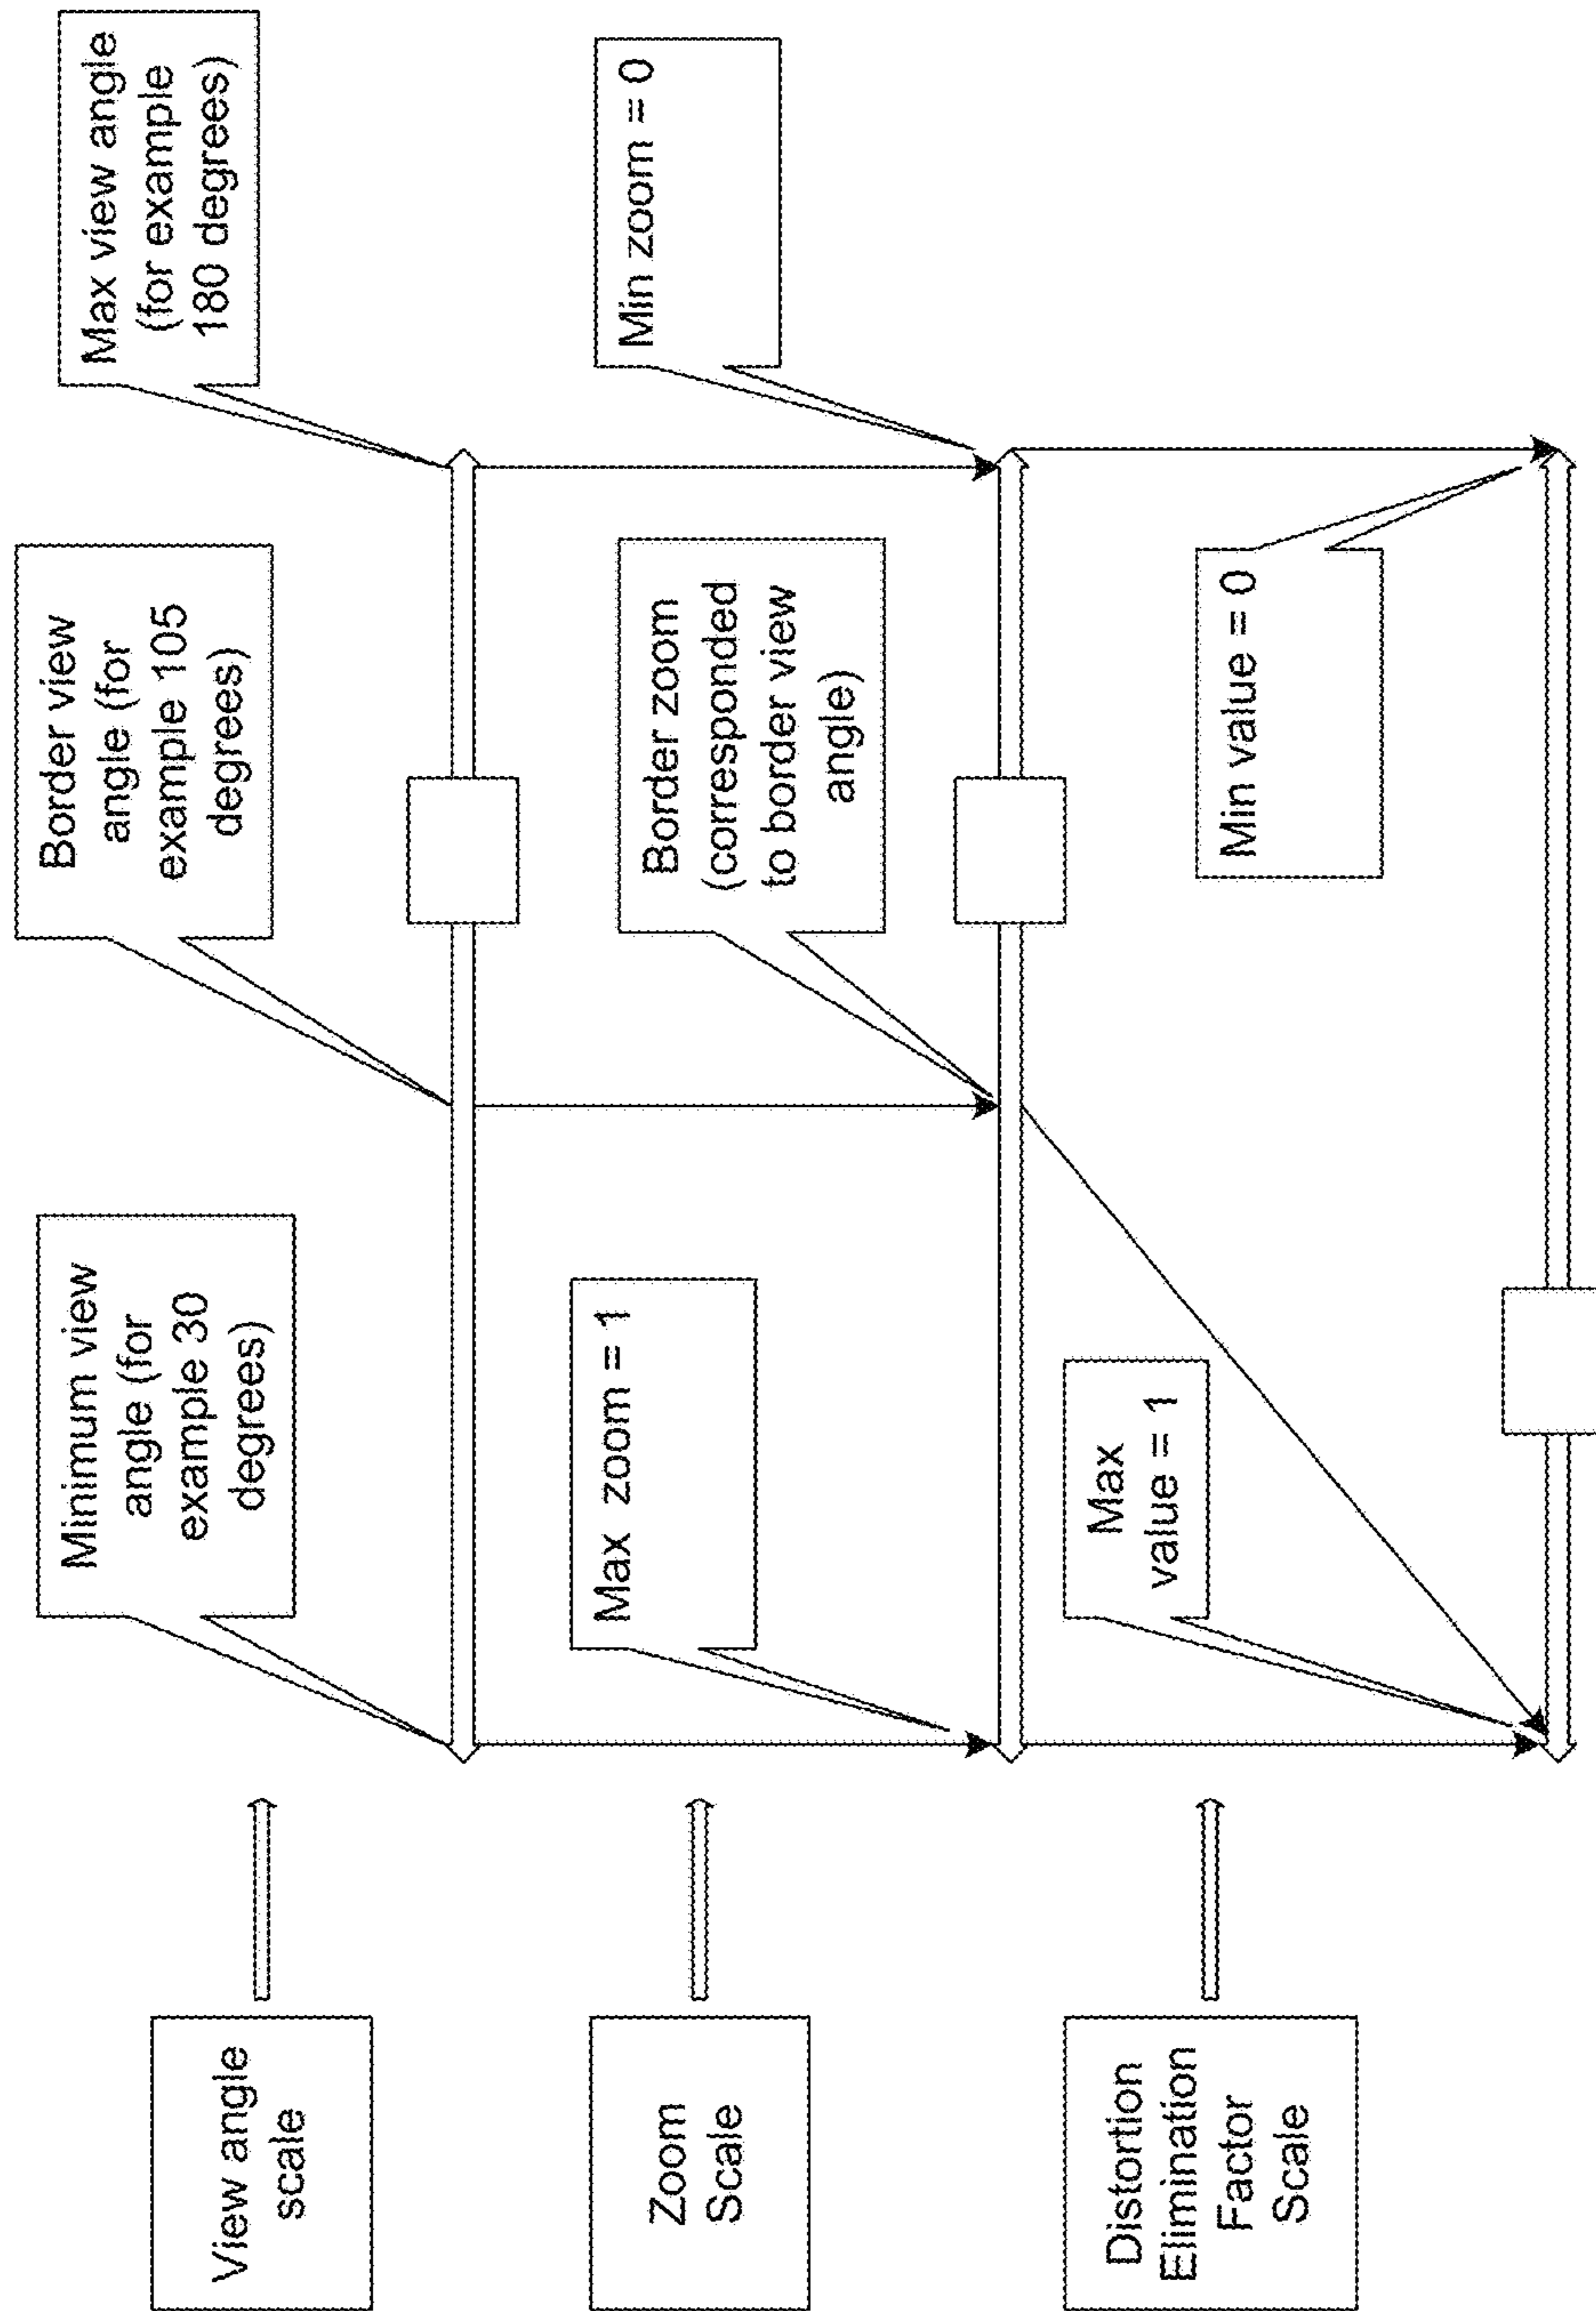 View angle
scale
Minimum view
angle (for
example 30
degrees)
Border view
angle (for
example 105
degrees)
Max view angle
(for example
180 degrees)
Zoom
Scale
Max zoom = 1
Border zoom
(corresponded
to border view
angle)
Min zoom = 0
Distortion
Elimination
Factor
Scale
Max
value = 1
Min value = 0